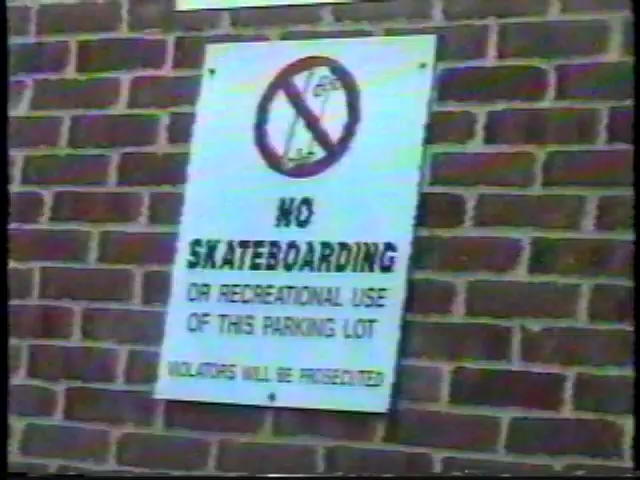 NO
SKATEBOARDING
OR RECREATIONAL USE
OF THIS PARKING LOT
VIOLATORS WILL BE PROSECUTED